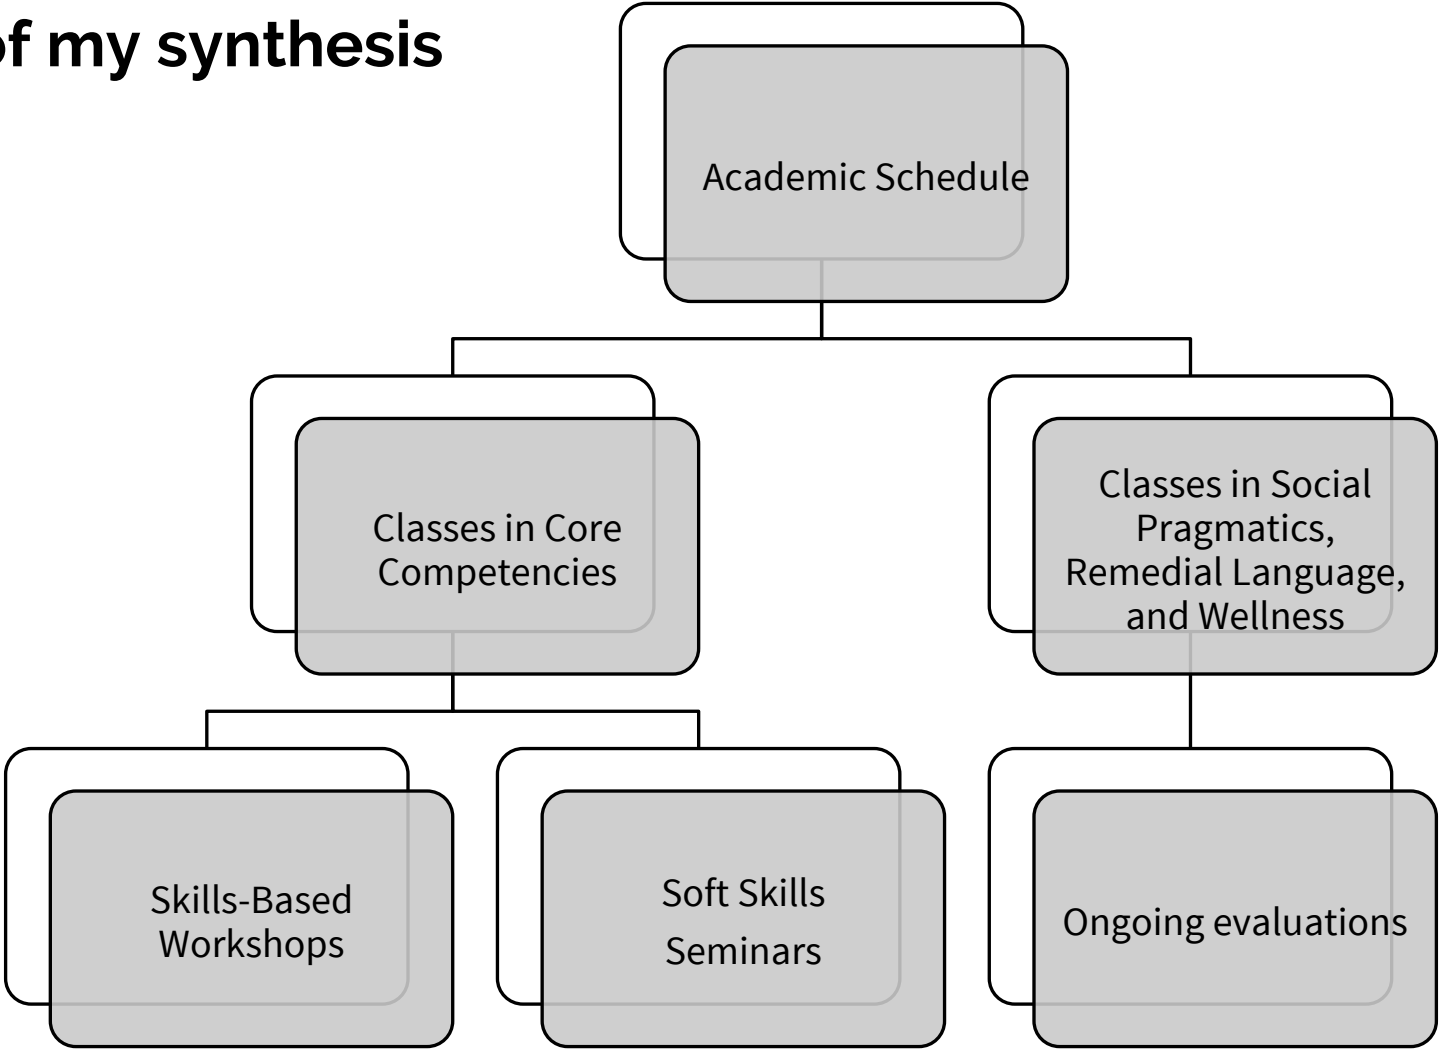 of my synthesis
Academic Schedule
Classes in Core
Competencies
Classes in Social
Pragmatics,
Remedial Language,
and Wellness
Skills-Based
Workshops
Soft Skills
Seminars
Ongoing evaluations